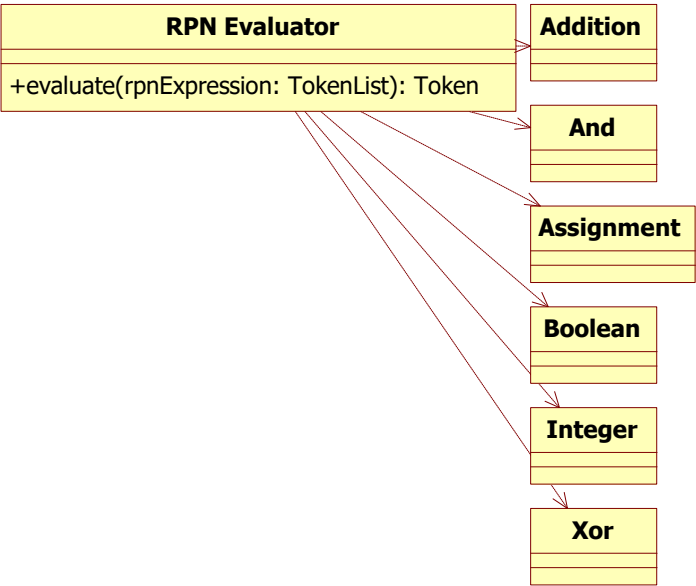 RPN Evaluator
+evaluate(rpnExpression: TokenList): Token
Addition
And
Assignment
Boolean
Integer
Xor